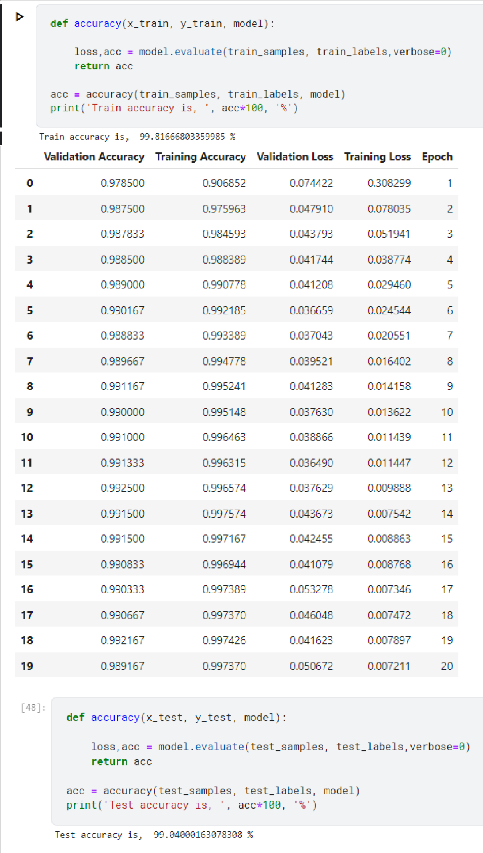 def accuracy(x_train, y_train, model):
loss,acc = model.evaluate(train_samples, train_labels,verbose=0)
return acc
acc = accuracy(train_samples, train_labels, model)
print('Train accuracy is, ', acc*100, '%')
Train accuracy is,  99.81666803359985 %
Validation Accuracy Training Accuracy Validation Loss Training Loss Epoch
0 0.978500 0.906852 0.074422 0.308299 1
1 0.987500 0.975963 0.047910 0.078035 2
2 0.987833 0.984593 0.043793 0.051941 3
3 0.988500 0.988389 0.041744 0.038774 4
4 0.989000 0.990778 0.041208 0.029460 5
5 0.990167 0.992185 0.036659 0.024544 6
6 0.988833 0.993389 0.037043 0.020551 7
7 0.989667 0.994778 0.039521 0.016402 8
8 0.991167 0.995241 0.041283 0.014158 9
9 0.990000 0.995148 0.037630 0.013622 10
10 0.991000 0.996463 0.038866 0.011439 11
11 0.991333 0.996315 0.036490 0.011447 12
12 0.992500 0.996574 0.037629 0.009888 13
13 0.991500 0.997574 0.043673 0.007542 14
14 0.991500 0.997167 0.042455 0.008863 15
15 0.990833 0.996944 0.041079 0.008768 16
16 0.990333 0.997389 0.053278 0.007346 17
17 0.990667 0.997370 0.046048 0.007472 18
18 0.992167 0.997426 0.041623 0.007897 19
19 0.989167 0.997370 0.050672 0.007211 20
[48]:
def accuracy(x_test, y_test, model):
loss,acc = model.evaluate(test_samples, test_labels,verbose=0)
return acc
acc = accuracy(test_samples, test_labels, model)
print('Test accuracy is, ', acc*100, '%')
Test accuracy is,  99.04000163078308 %